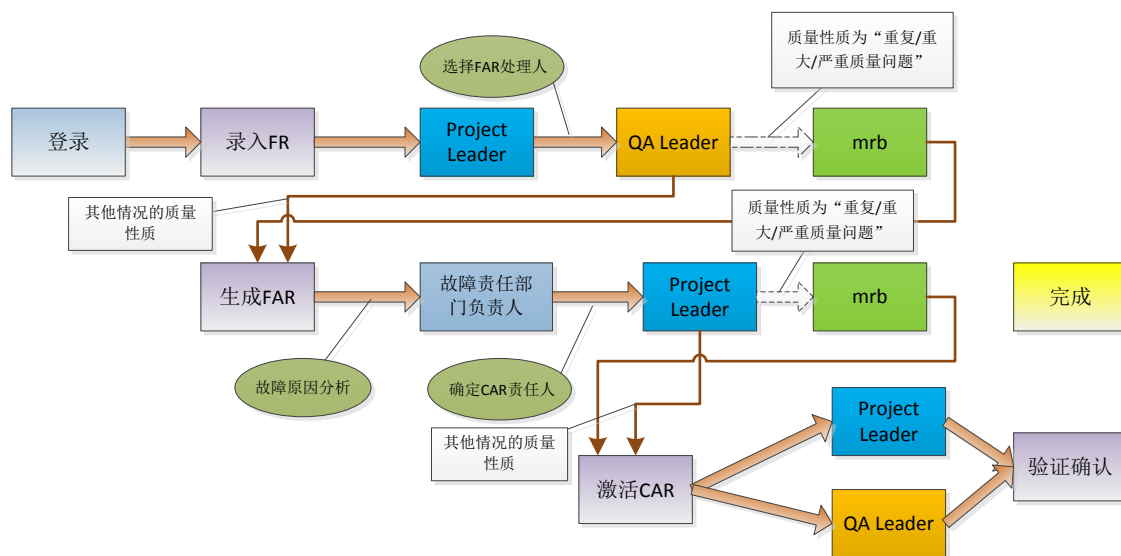 选择FAR处理人
质量性质为“重复/重
大/严重质量问题”
登录
录入FR
Project
Leader
QA Leader
mrb
其他情况的质量
性质
质量性质为“重复/重
大/严重质量问题”
生成FAR
故障责任部
门负责人
Project
Leader
mrb
完成
故障原因分析
确定CAR责任人
其他情况的质量
性质
Project
Leader
激活CAR
验证确认
QA Leader